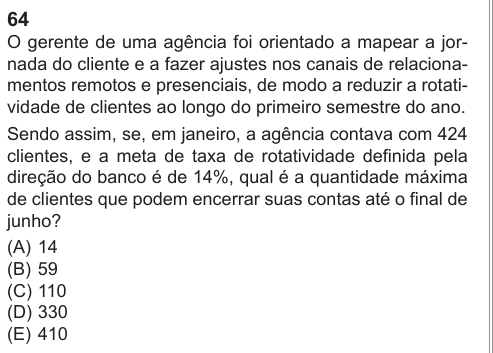 64
O gerente de uma agência foi orientado a mapear a jor-
nada do cliente e a fazer ajustes nos canais de relaciona-
mentos remotos e presenciais, de modo a reduzir a rotati-
vidade de clientes ao longo do primeiro semestre do ano.
Sendo assim, se, em janeiro, a agência contava com 424
clientes, e a meta de taxa de rotatividade definida pela
direção do banco é de 14%, qual é a quantidade máxima
de clientes que podem encerrar suas contas até o final de
junho?
(A) 14
(B) 59
(C) 110
(D) 330
(E) 410